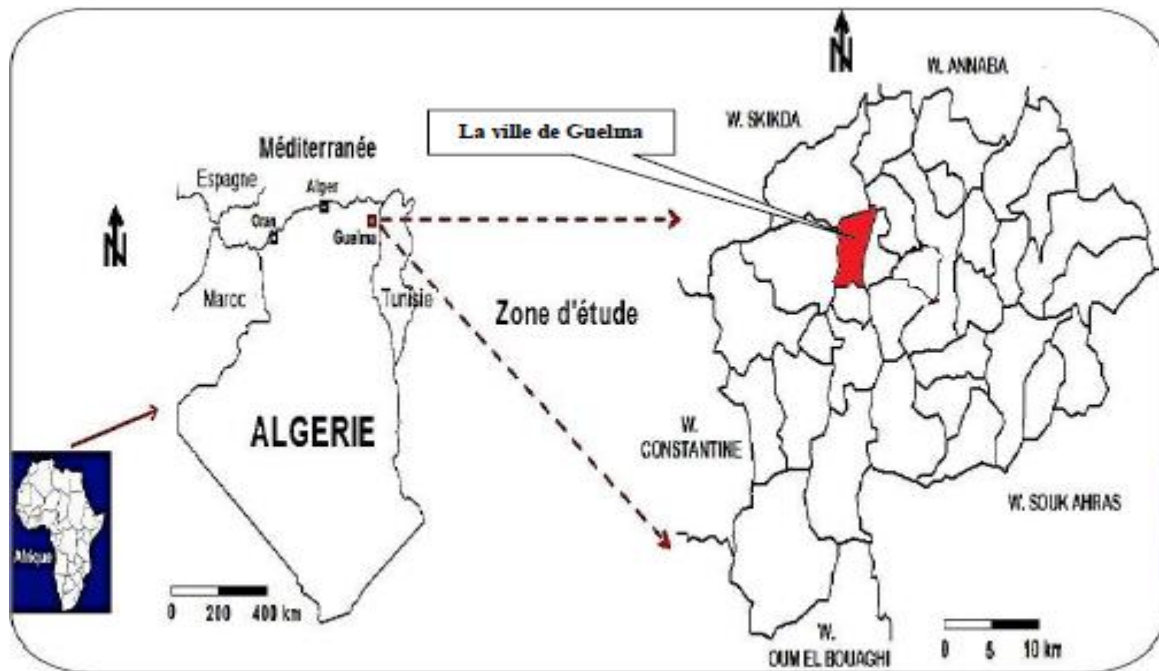 N
W. ANNABA
W. SKIKDA
La ville de Guelma
Méditerranée
Espagne
Alger
Oran
Guelma
N
Maroc
Tunisie
Zone d'étude
ALGERIE
W.
CONSTANTINE
W. SOUK AHRAS
Afrique
0 200 400 km
W.
OUM EL BOUAGHI
0 5 10 km